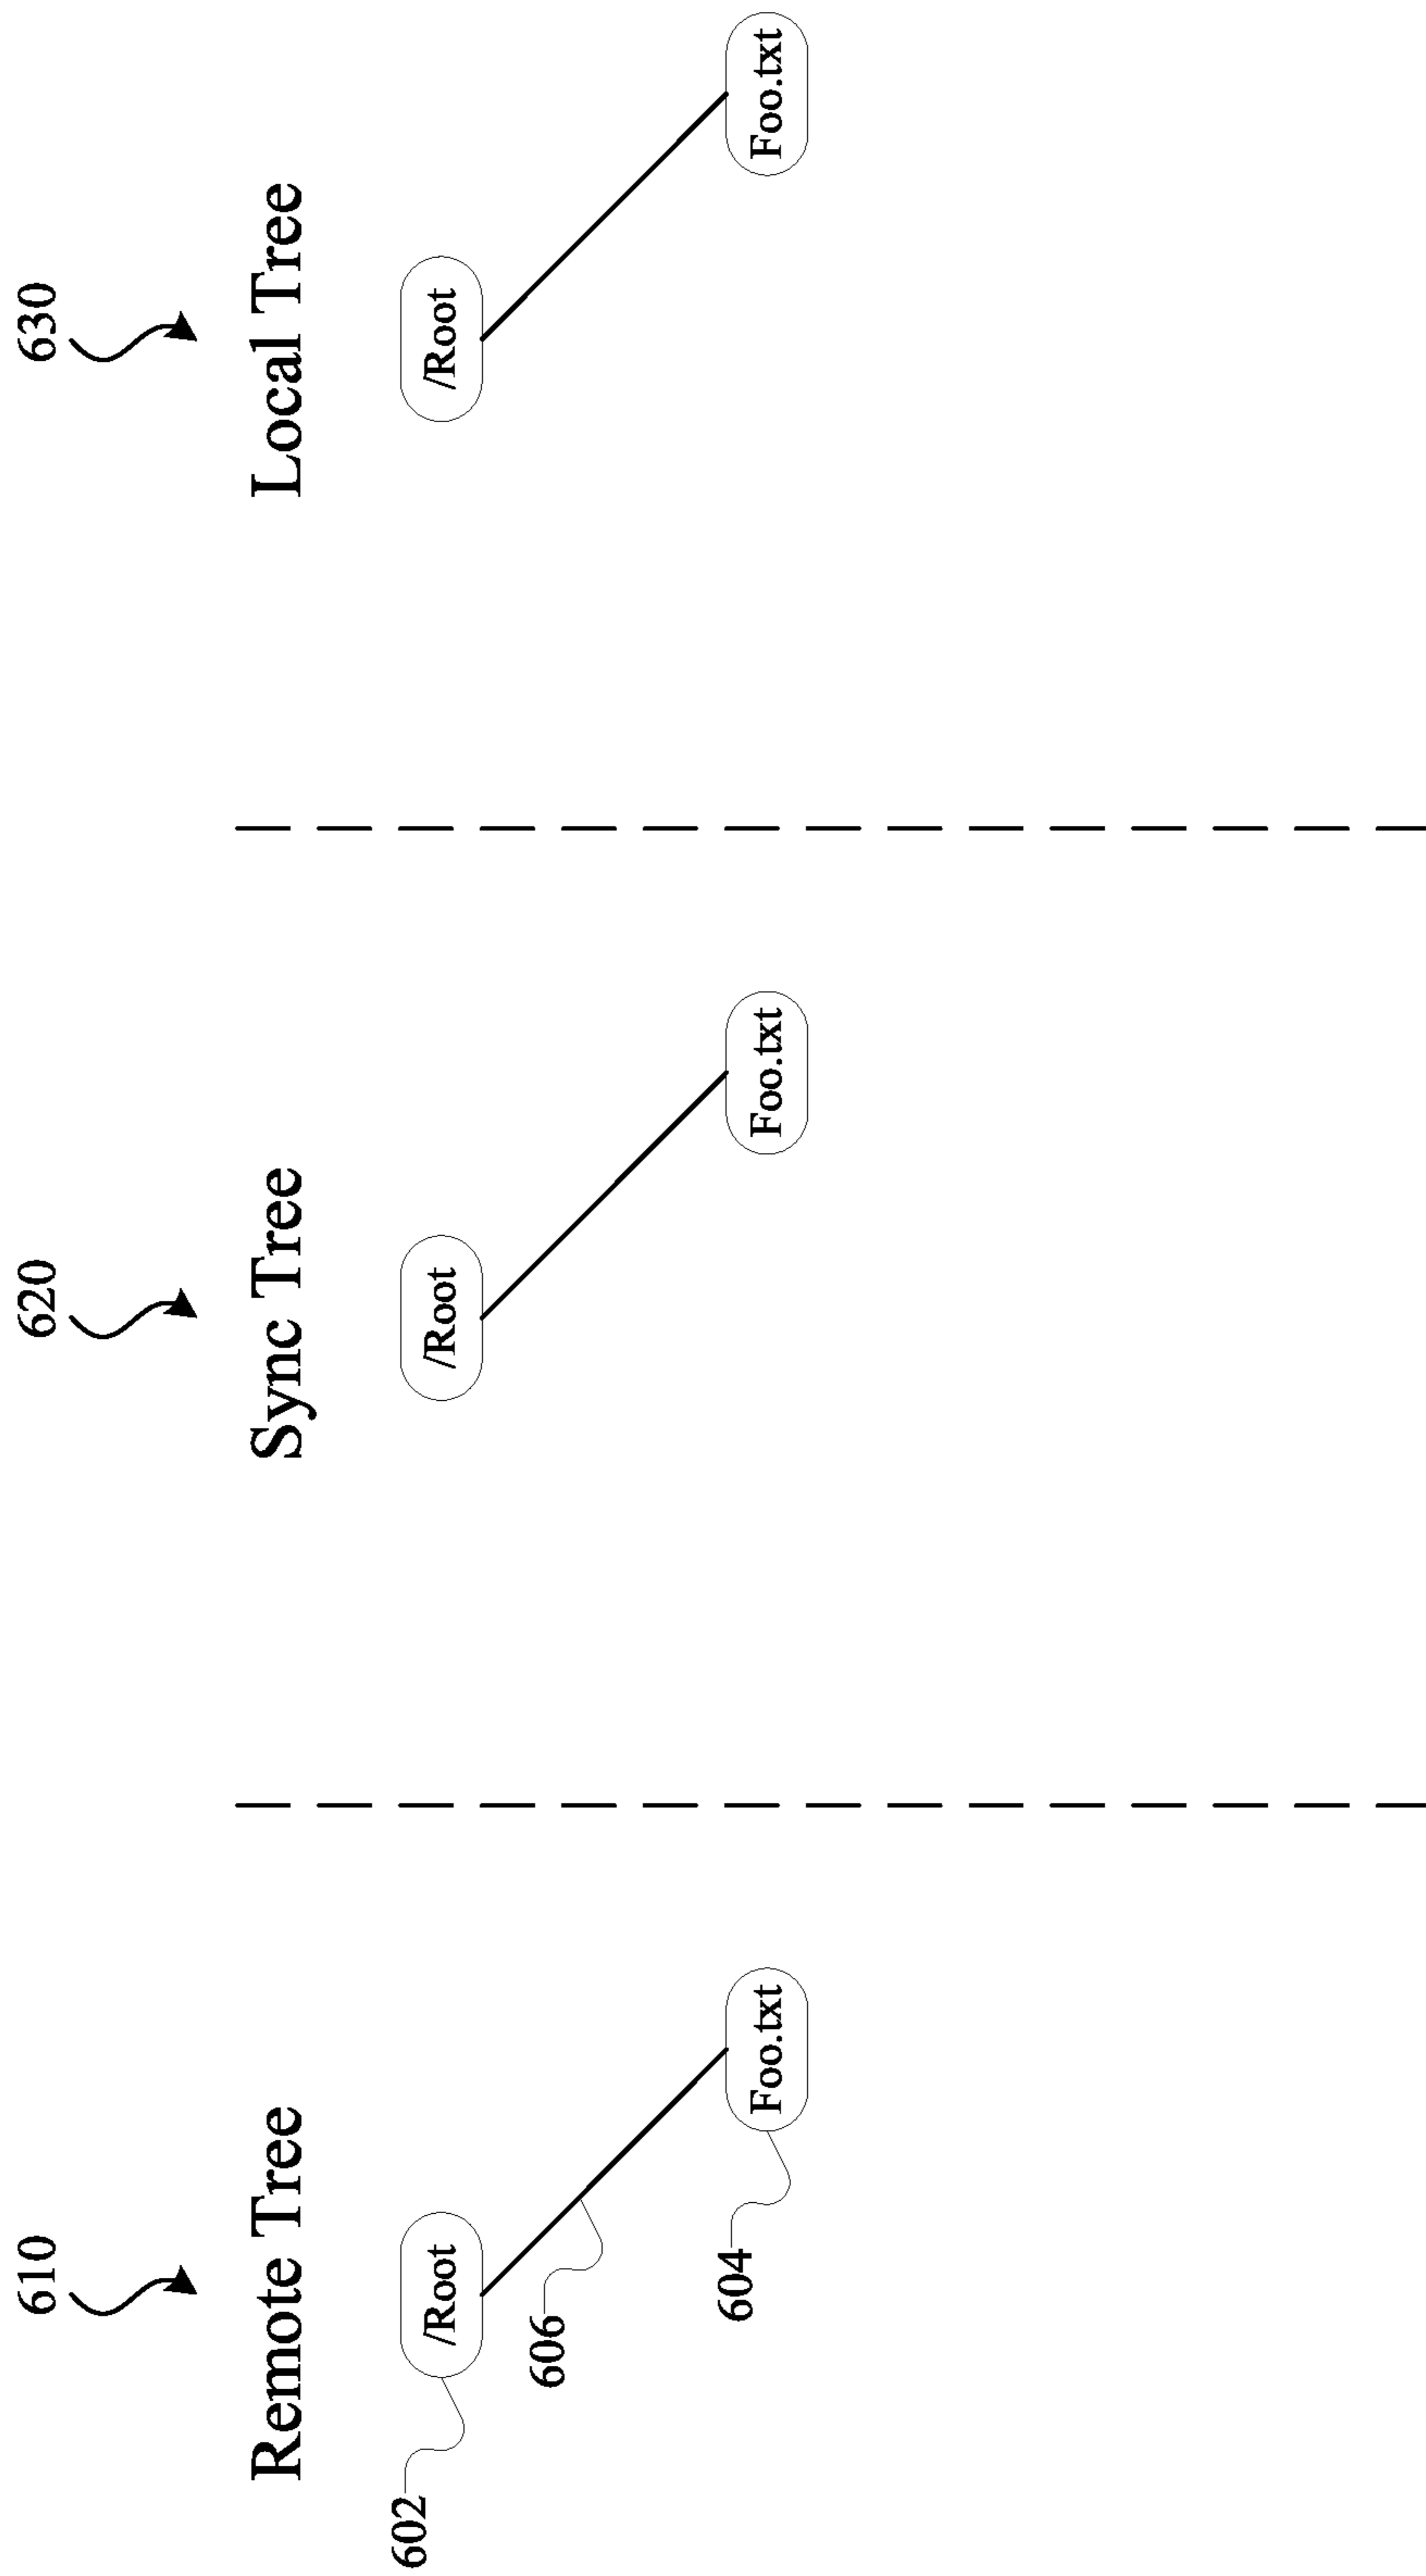 610
620
630
Remote Tree
Sync Tree
Local Tree
602
/Root
/Root
/Root
606
604
Foo.txt
Foo.txt
Foo.txt